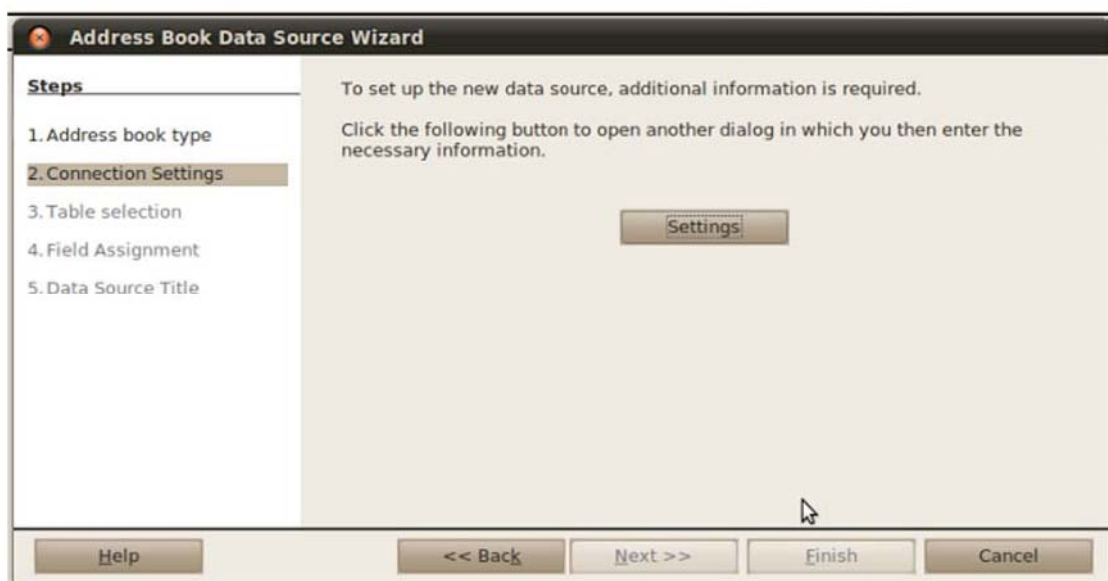 Address Book Data Source Wizard
Steps
1. Address book type
2. Connection Settings
3. Table selection
4. Field Assignment
5. Data Source Title
To set up the new data source, additional information is required.
Click the following button to open another dialog in which you then enter the
necessary information.
Settings
Help
<< Back
Next >>
Finish
Cancel